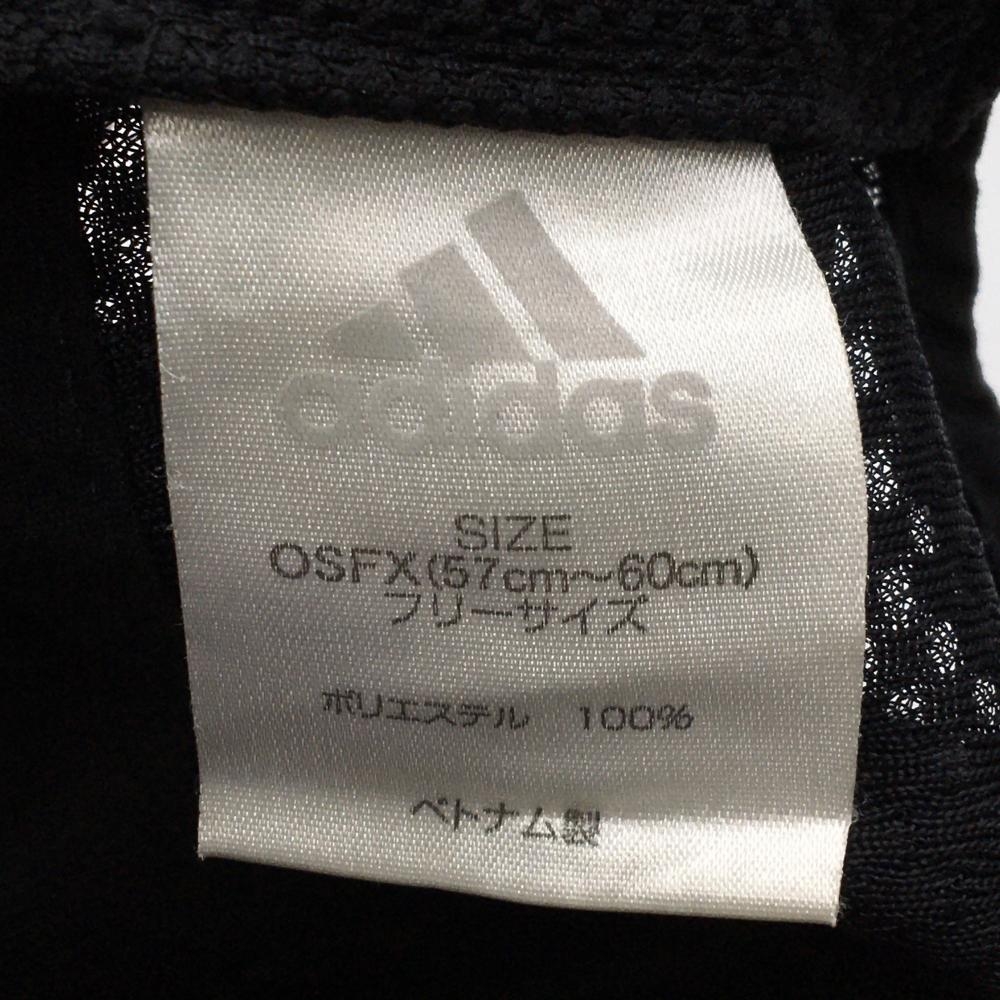 adidas
SIZE
OSFX(57cm〜60cm)
フリーサイズ
ポリエステル 100%
ベトナム製